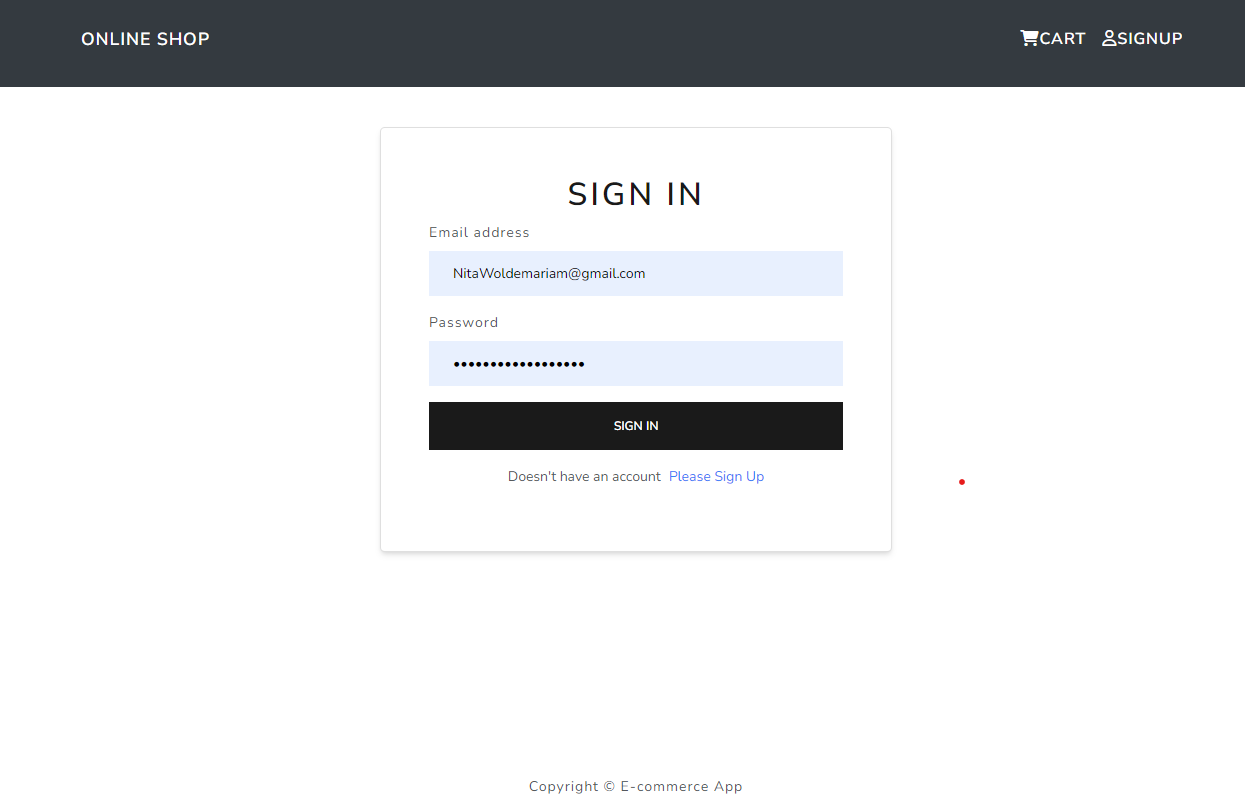 ONLINE SHOP CART SIGNUP
SIGN IN
Email address
NitaWoldemariam@gmail.com
Password
••••••••••••••••••
SIGN IN
Doesn't have an account Please Sign Up
Copyright © E-commerce App